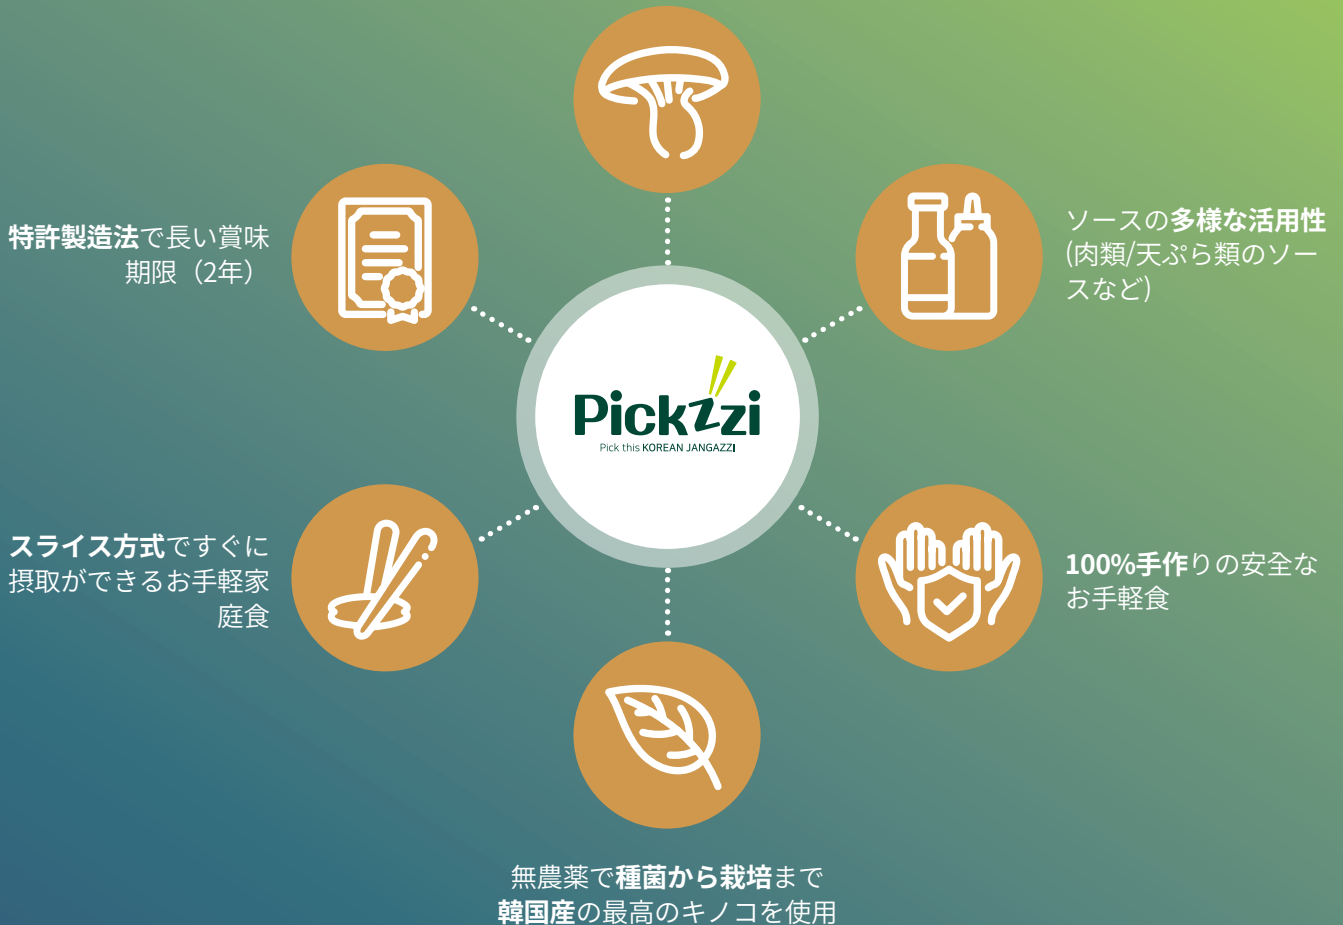 特許製造法で長い賞味
期限（2年）
ソースの多様な活用性
(肉類/天ぷら類のソー
スなど)
Pickzzi
Pick this KOREAN JANGAZZI
スライス方式ですぐに
摂取ができるお手軽家
庭食
100%手作りの安全な
お手軽食
無農薬で種菌から栽培まで
韓国産の最高のキノコを使用